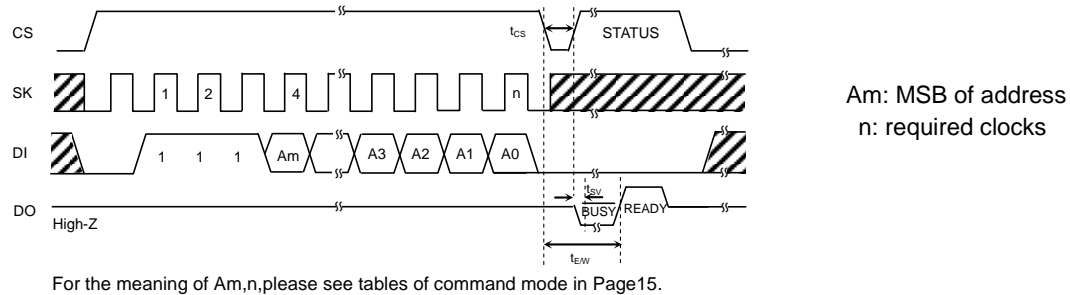 CS
tCS
STATUS
SK
1
2
4
n
Am: MSB of address
n: required clocks
DI
1 1 1 Am A3 A2 A1 A0
tSV
DO
BUSY READY
High-Z
tE/W
For the meaning of Am,n,please see tables of command mode in Page15.